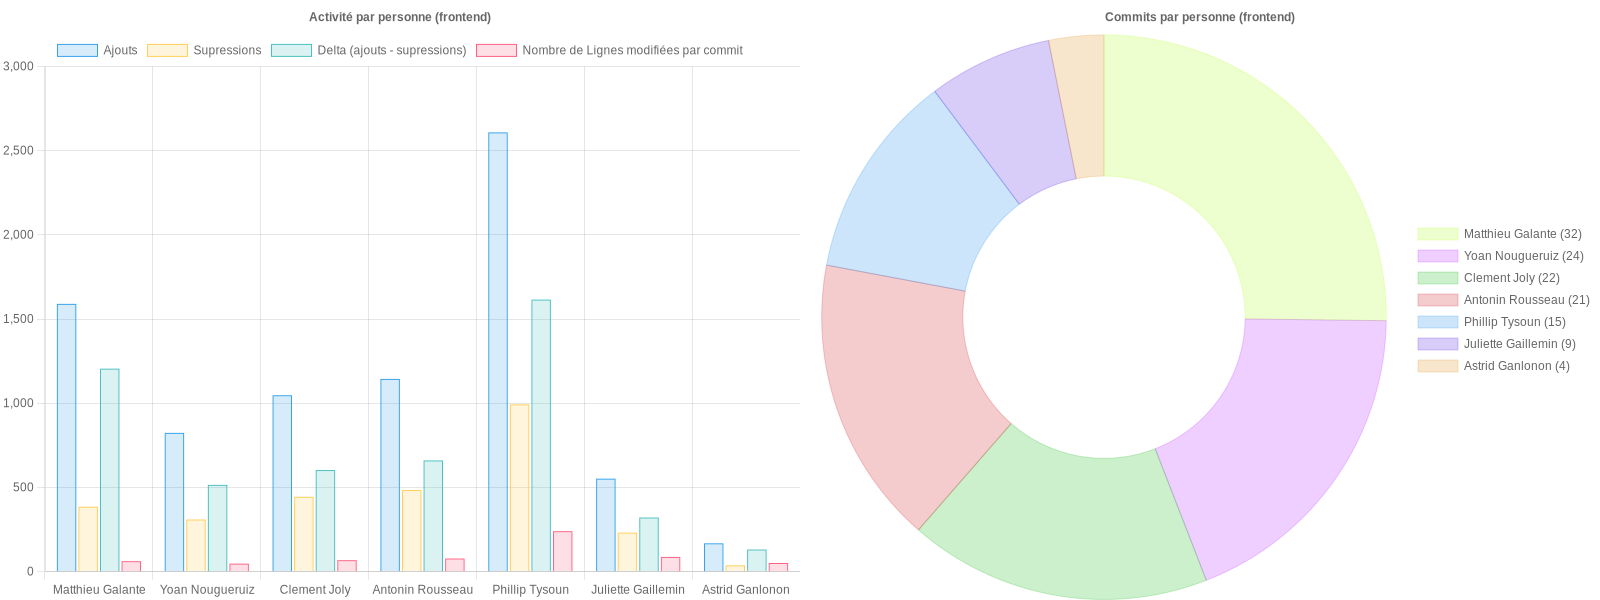 Activité par personne (frontend)
Ajouts
Supressions
Delta (ajouts - supressions)
Nombre de Lignes modifiées par commit
3,000
2,500
2,000
1,500
1,000
500
0
Matthieu Galante
Yoan Nougueruiz
Clement Joly
Antonin Rousseau
Phillip Tysoun
Juliette Gaillemin
Astrid Ganlonon
Commits par personne (frontend)
Matthieu Galante (32)
Yoan Nougueruiz (24)
Clement Joly (22)
Antonin Rousseau (21)
Phillip Tysoun (15)
Juliette Gaillemin (9)
Astrid Ganlonon (4)